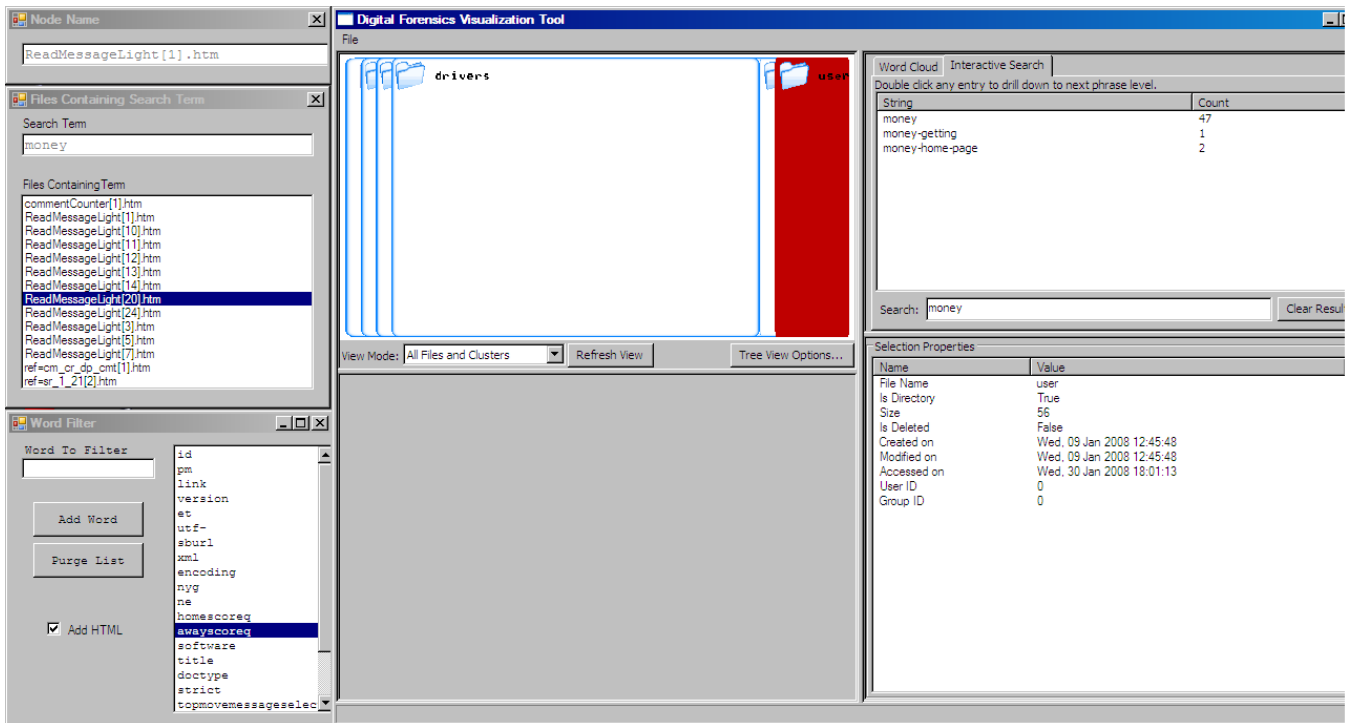 Node Name
ReadMessageLight[1].htm
Files Containing Search Term
Search Term
money
Files ContainingTerm
commentCounter[1].htm
ReadMessageLight[1].htm
ReadMessageLight[10].htm
ReadMessageLight[11].htm
ReadMessageLight[12].htm
ReadMessageLight[13].htm
ReadMessageLight[14].htm
ReadMessageLight[20].htm
ReadMessageLight[24].htm
ReadMessageLight[3].htm
ReadMessageLight[5].htm
ReadMessageLight[7].htm
ref=cm_cr_dp_cmt[1].htm
ref=sr_1_21[2].htm
Word Filter
Word To Filter
Add Word
Purge List
Add HTML
id
pm
link
version
et
utf-
sburl
xml
encoding
nyg
ne
homescoreq
awayscoreq
software
title
doctype
strict
topmovemessageselec
Digital Forensics Visualization Tool
File
drivers
user
View Mode: All Files and Clusters Refresh View Tree View Options...
Word Cloud Interactive Search
Double click any entry to drill down to next phrase level.
String Count
money 47
money-getting 1
money-home-page 2
Search: money Clear Resul
Selection Properties
Name Value
File Name user
Is Directory True
Size 56
Is Deleted False
Created on Wed, 09 Jan 2008 12:45:48
Modified on Wed, 09 Jan 2008 12:45:48
Accessed on Wed, 30 Jan 2008 18:01:13
User ID 0
Group ID 0